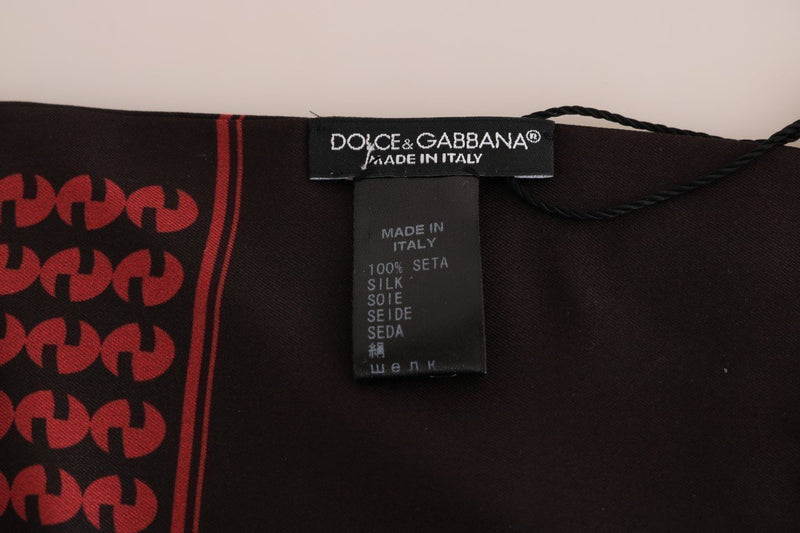 DOLCE & GABBANA®
MADE IN ITALY
MADE IN
ITALY
100% SETA
SILK
SOIE
SEIDE
SEDA
絹
шелк